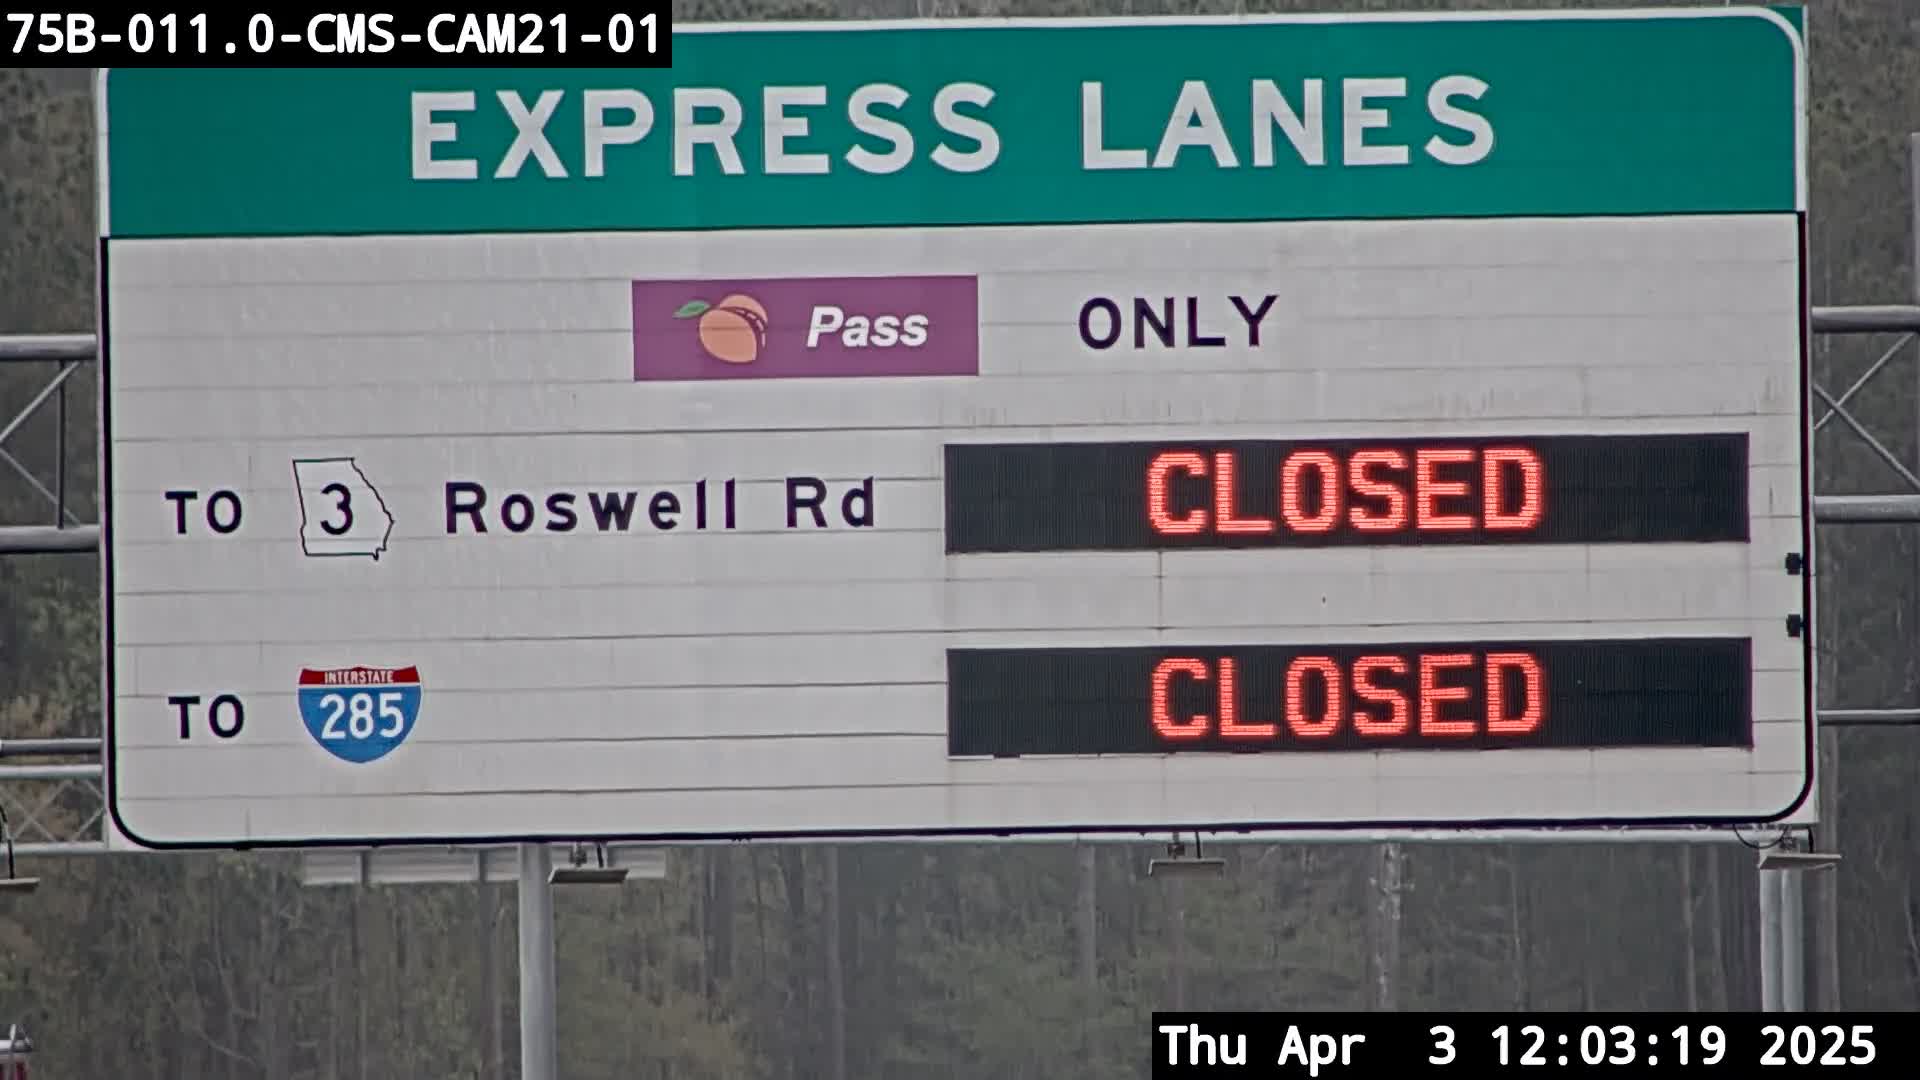 75B-011.0-CMS-CAM21-01
EXPRESS LANES
Pass ONLY
TO 3 Roswell Rd CLOSED
TO INTERSTATE 285 CLOSED
Thu Apr 3 12:03:19 2025